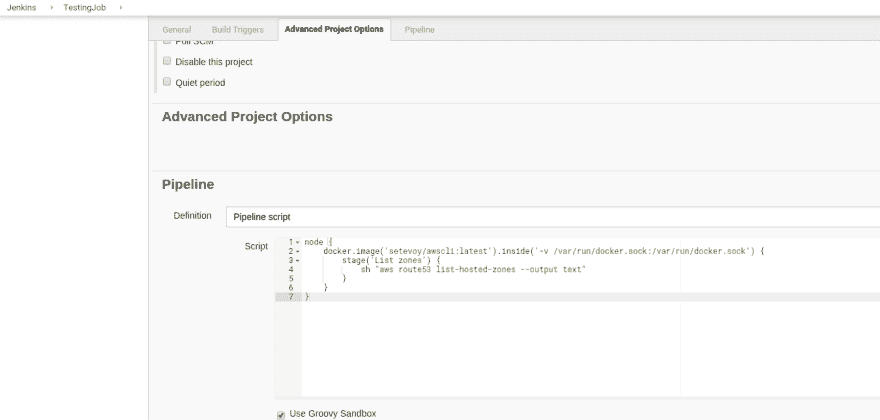 Jenkins › TestingJob ›
General Build Triggers Advanced Project Options Pipeline
Poll SCM
Disable this project
Quiet period
Advanced Project Options
Pipeline
Definition Pipeline script
Script
1 node {
2 docker.image('setevoy/awscli:latest').inside('-v /var/run/docker.sock:/var/run/docker.sock') {
3 stage('List zones') {
4 sh "aws route53 list-hosted-zones --output text"
5 }
6 }
7 }
Use Groovy Sandbox